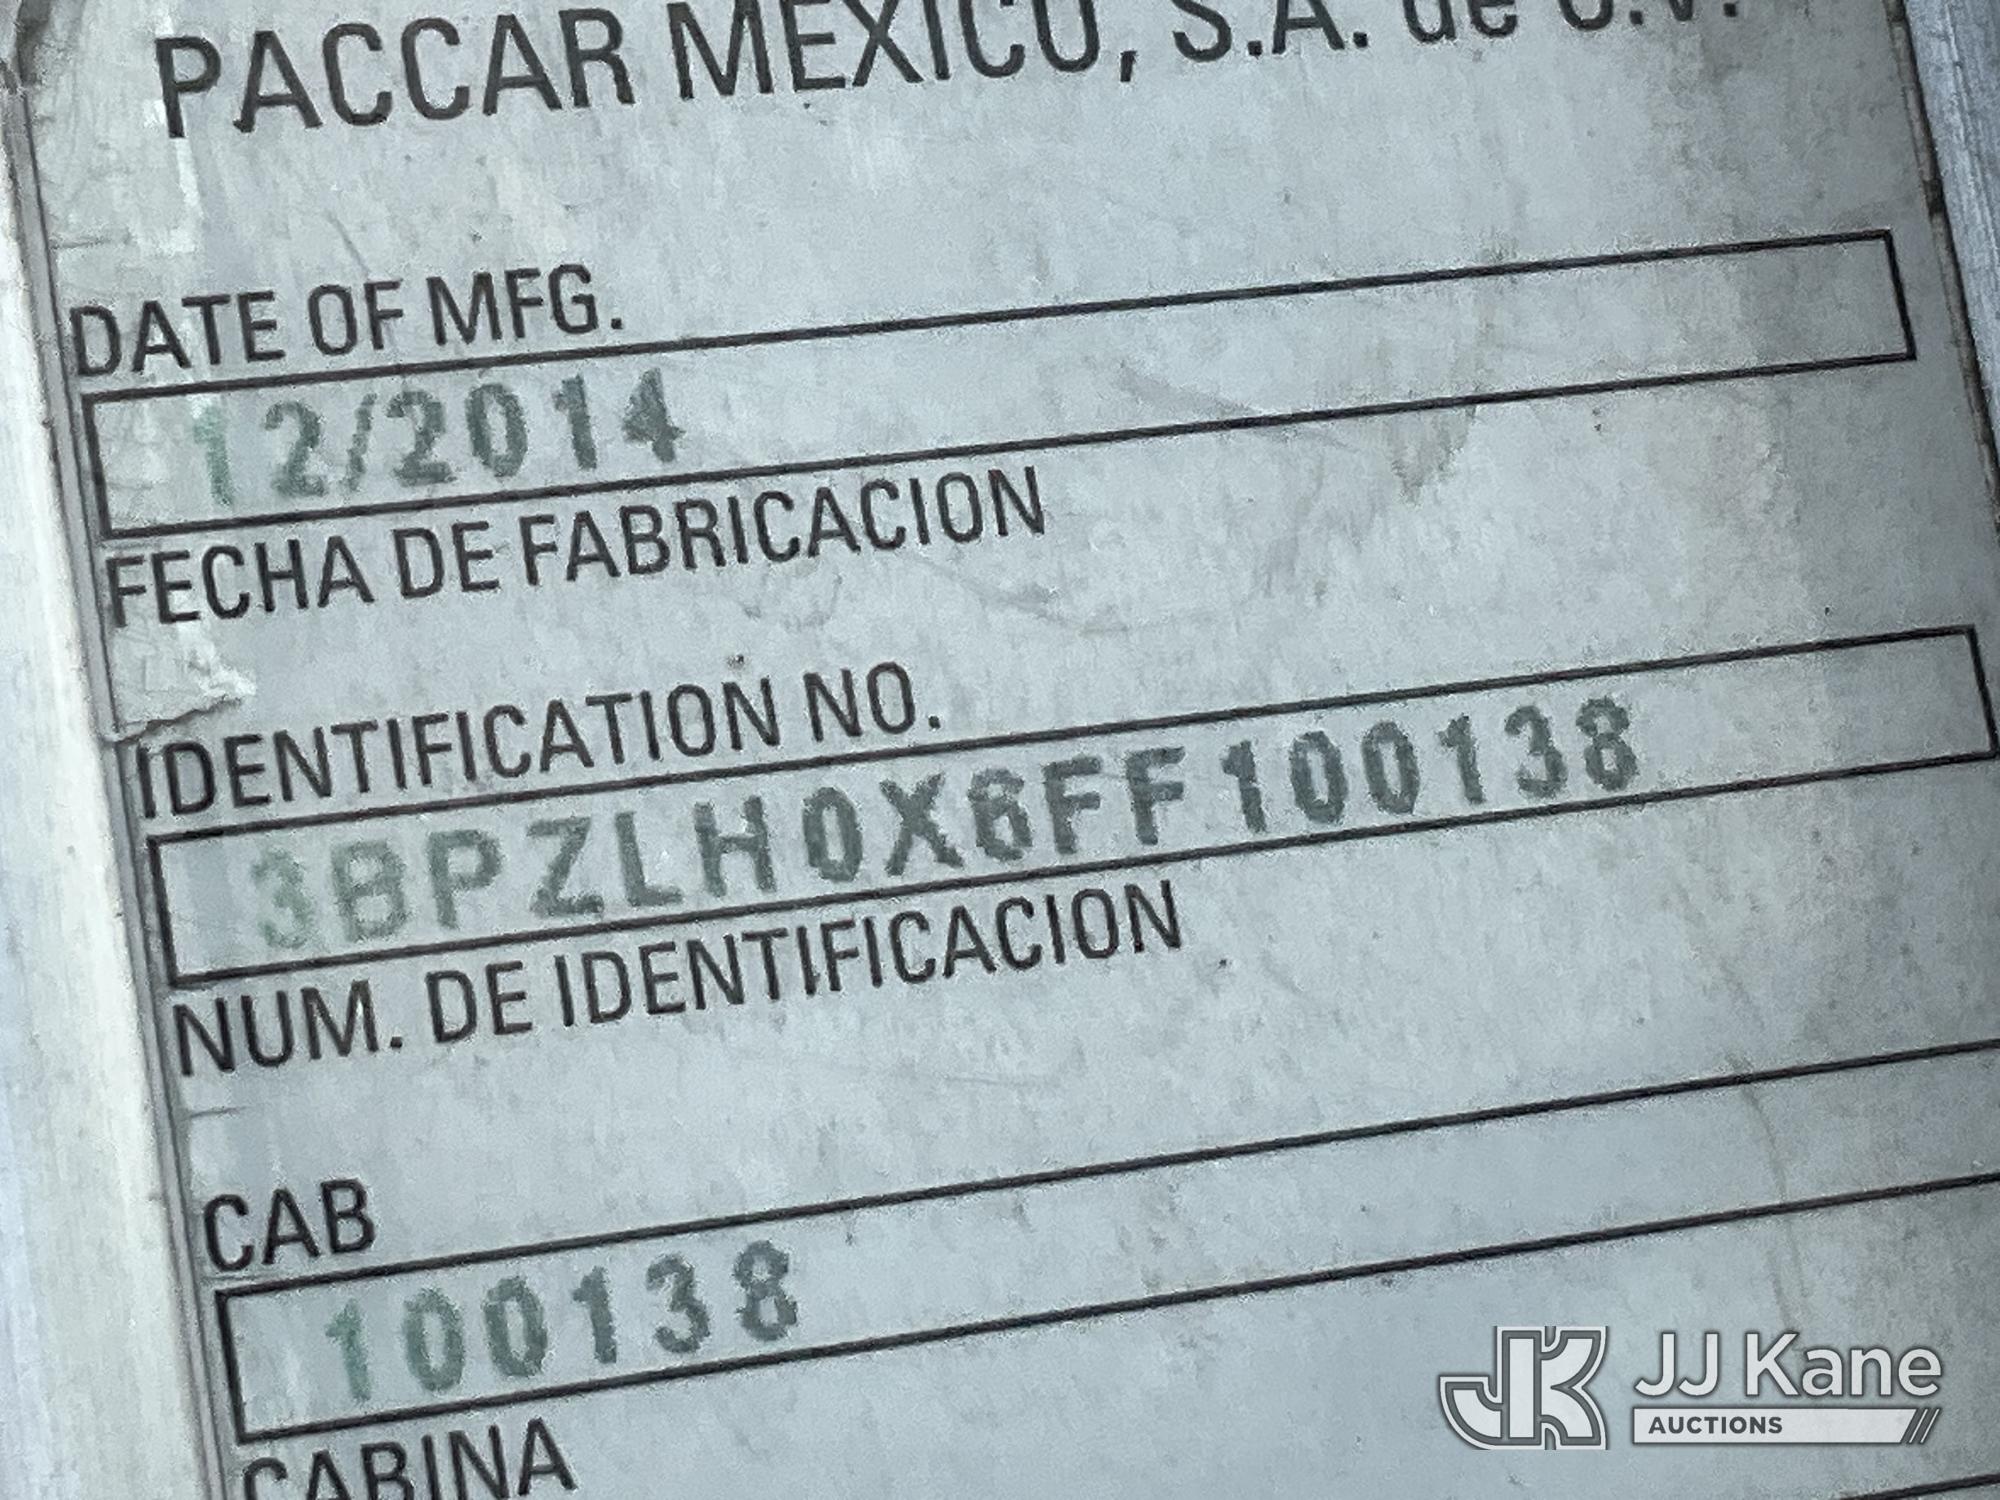 PACCAR MEXICO, S.A. de C.V.
DATE OF MFG.
12/2014
FECHA DE FABRICACION
IDENTIFICATION NO.
3BPZLH0X6FF100138
NUM. DE IDENTIFICACION
CAB
100138
CABINA
JJ Kane
AUCTIONS